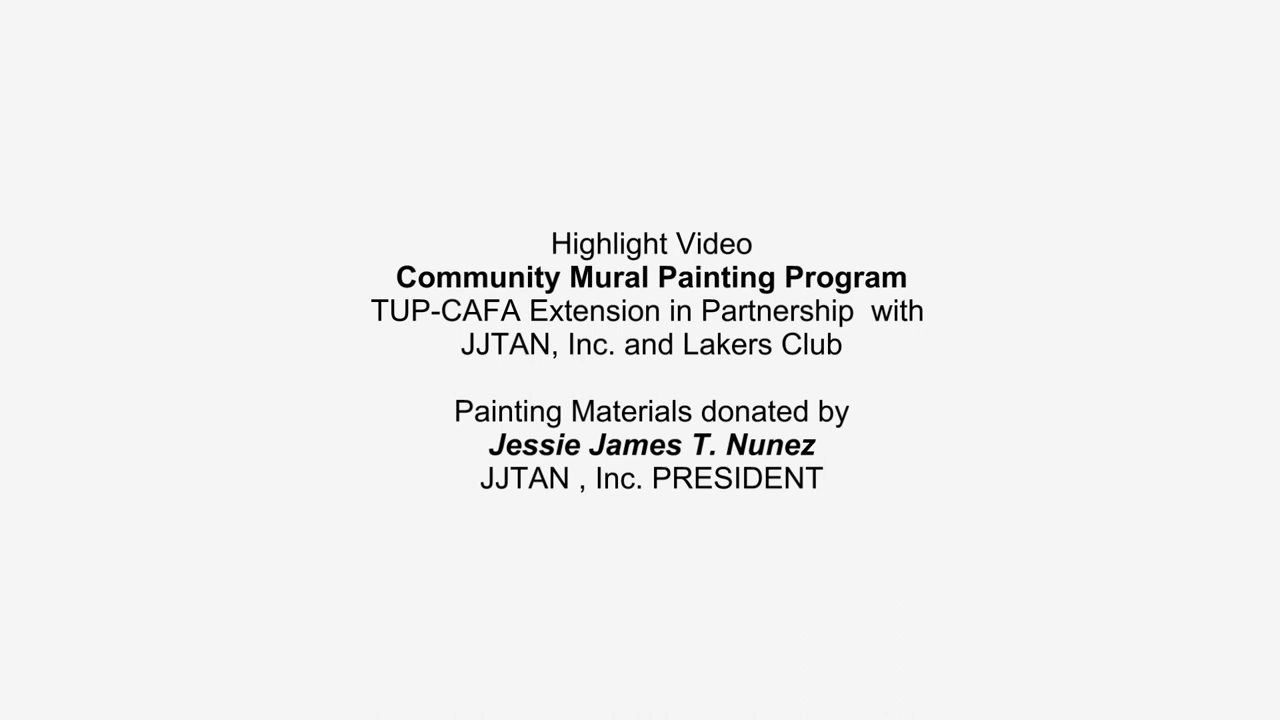 Highlight Video
Community Mural Painting Program
TUP-CAFA Extension in Partnership  with
JJTAN, Inc. and Lakers Club
Painting Materials donated by
Jessie James T. Nunez
JJTAN , Inc. PRESIDENT